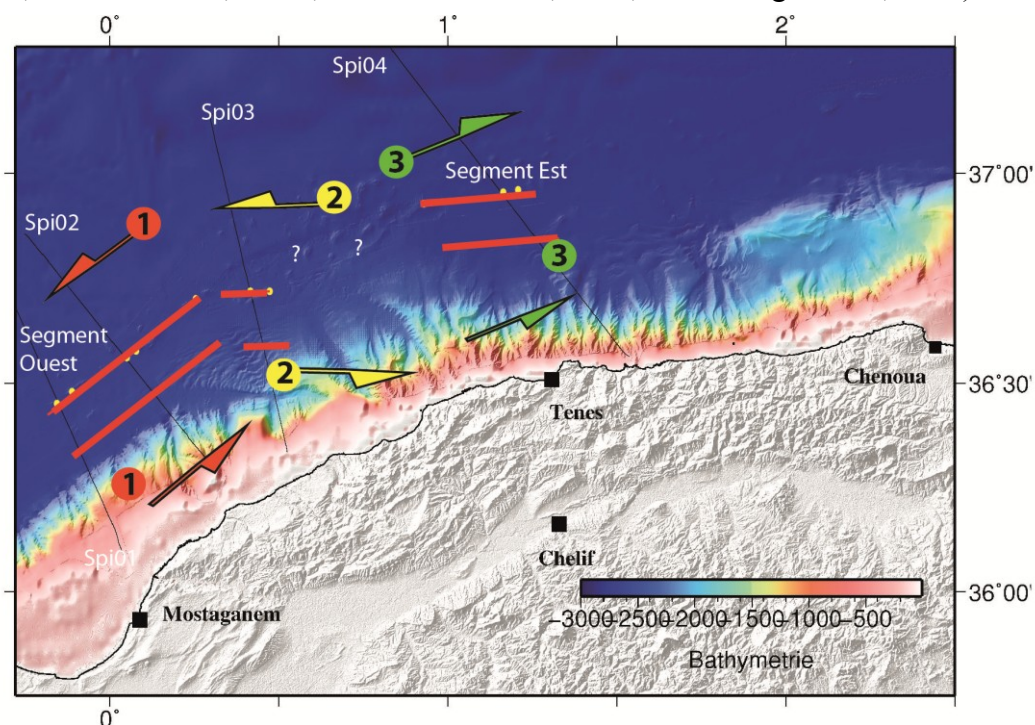 0° 1° 2°
Spi04
Spi03
3
Segment Est
37°00'
2
Spi02
1
? ?
3
Segment
Ouest
36°30'
2
Chenoua
Tenes
1
Spi01
Chelif
36°00'
Mostaganem
−3000 −2500 −2000 −1500 −1000 −500
Bathymetrie
0°